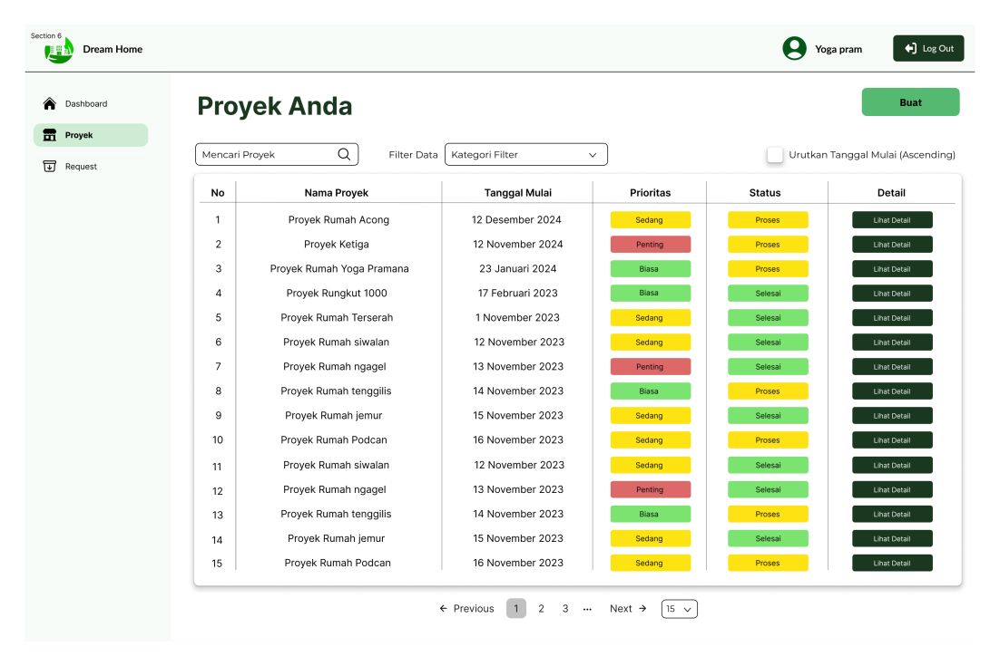 Section 6
Dream Home
Yoga pram
Log Out
Dashboard
Proyek
Request
Proyek Anda
Buat
Mencari Proyek
Filter Data
Kategori Filter
Urutkan Tanggal Mulai (Ascending)
No Nama Proyek Tanggal Mulai Prioritas Status Detail
1 Proyek Rumah Acong 12 Desember 2024 Sedang Proses Lihat Detail
2 Proyek Ketiga 12 November 2024 Penting Proses Lihat Detail
3 Proyek Rumah Yoga Pramana 23 Januari 2024 Biasa Proses Lihat Detail
4 Proyek Rungkut 1000 17 Februari 2023 Biasa Selesai Lihat Detail
5 Proyek Rumah Terserah 1 November 2023 Sedang Selesai Lihat Detail
6 Proyek Rumah siwalan 12 November 2023 Sedang Selesai Lihat Detail
7 Proyek Rumah ngagel 13 November 2023 Penting Selesai Lihat Detail
8 Proyek Rumah tenggilis 14 November 2023 Biasa Proses Lihat Detail
9 Proyek Rumah jemur 15 November 2023 Sedang Selesai Lihat Detail
10 Proyek Rumah Podcan 16 November 2023 Sedang Proses Lihat Detail
11 Proyek Rumah siwalan 12 November 2023 Sedang Selesai Lihat Detail
12 Proyek Rumah ngagel 13 November 2023 Penting Selesai Lihat Detail
13 Proyek Rumah tenggilis 14 November 2023 Biasa Proses Lihat Detail
14 Proyek Rumah jemur 15 November 2023 Sedang Selesai Lihat Detail
15 Proyek Rumah Podcan 16 November 2023 Sedang Proses Lihat Detail
← Previous 1 2 3 ... Next → 15